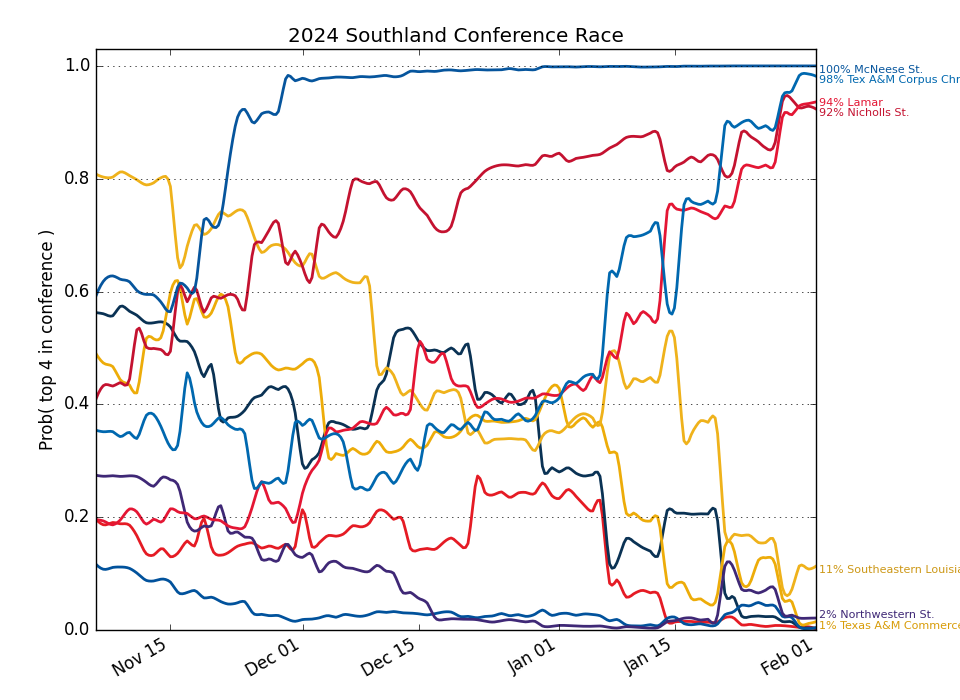 2024 Southland Conference Race
Prob( top 4 in conference )
1.0
0.8
0.6
0.4
0.2
0.0
Nov 15
Dec 01
Dec 15
Jan 01
Jan 15
Feb 01
100% McNeese St.
98% Tex A&M Corpus Chr
94% Lamar
92% Nicholls St.
11% Southeastern Louisia
2% Northwestern St.
1% Texas A&M Commerce